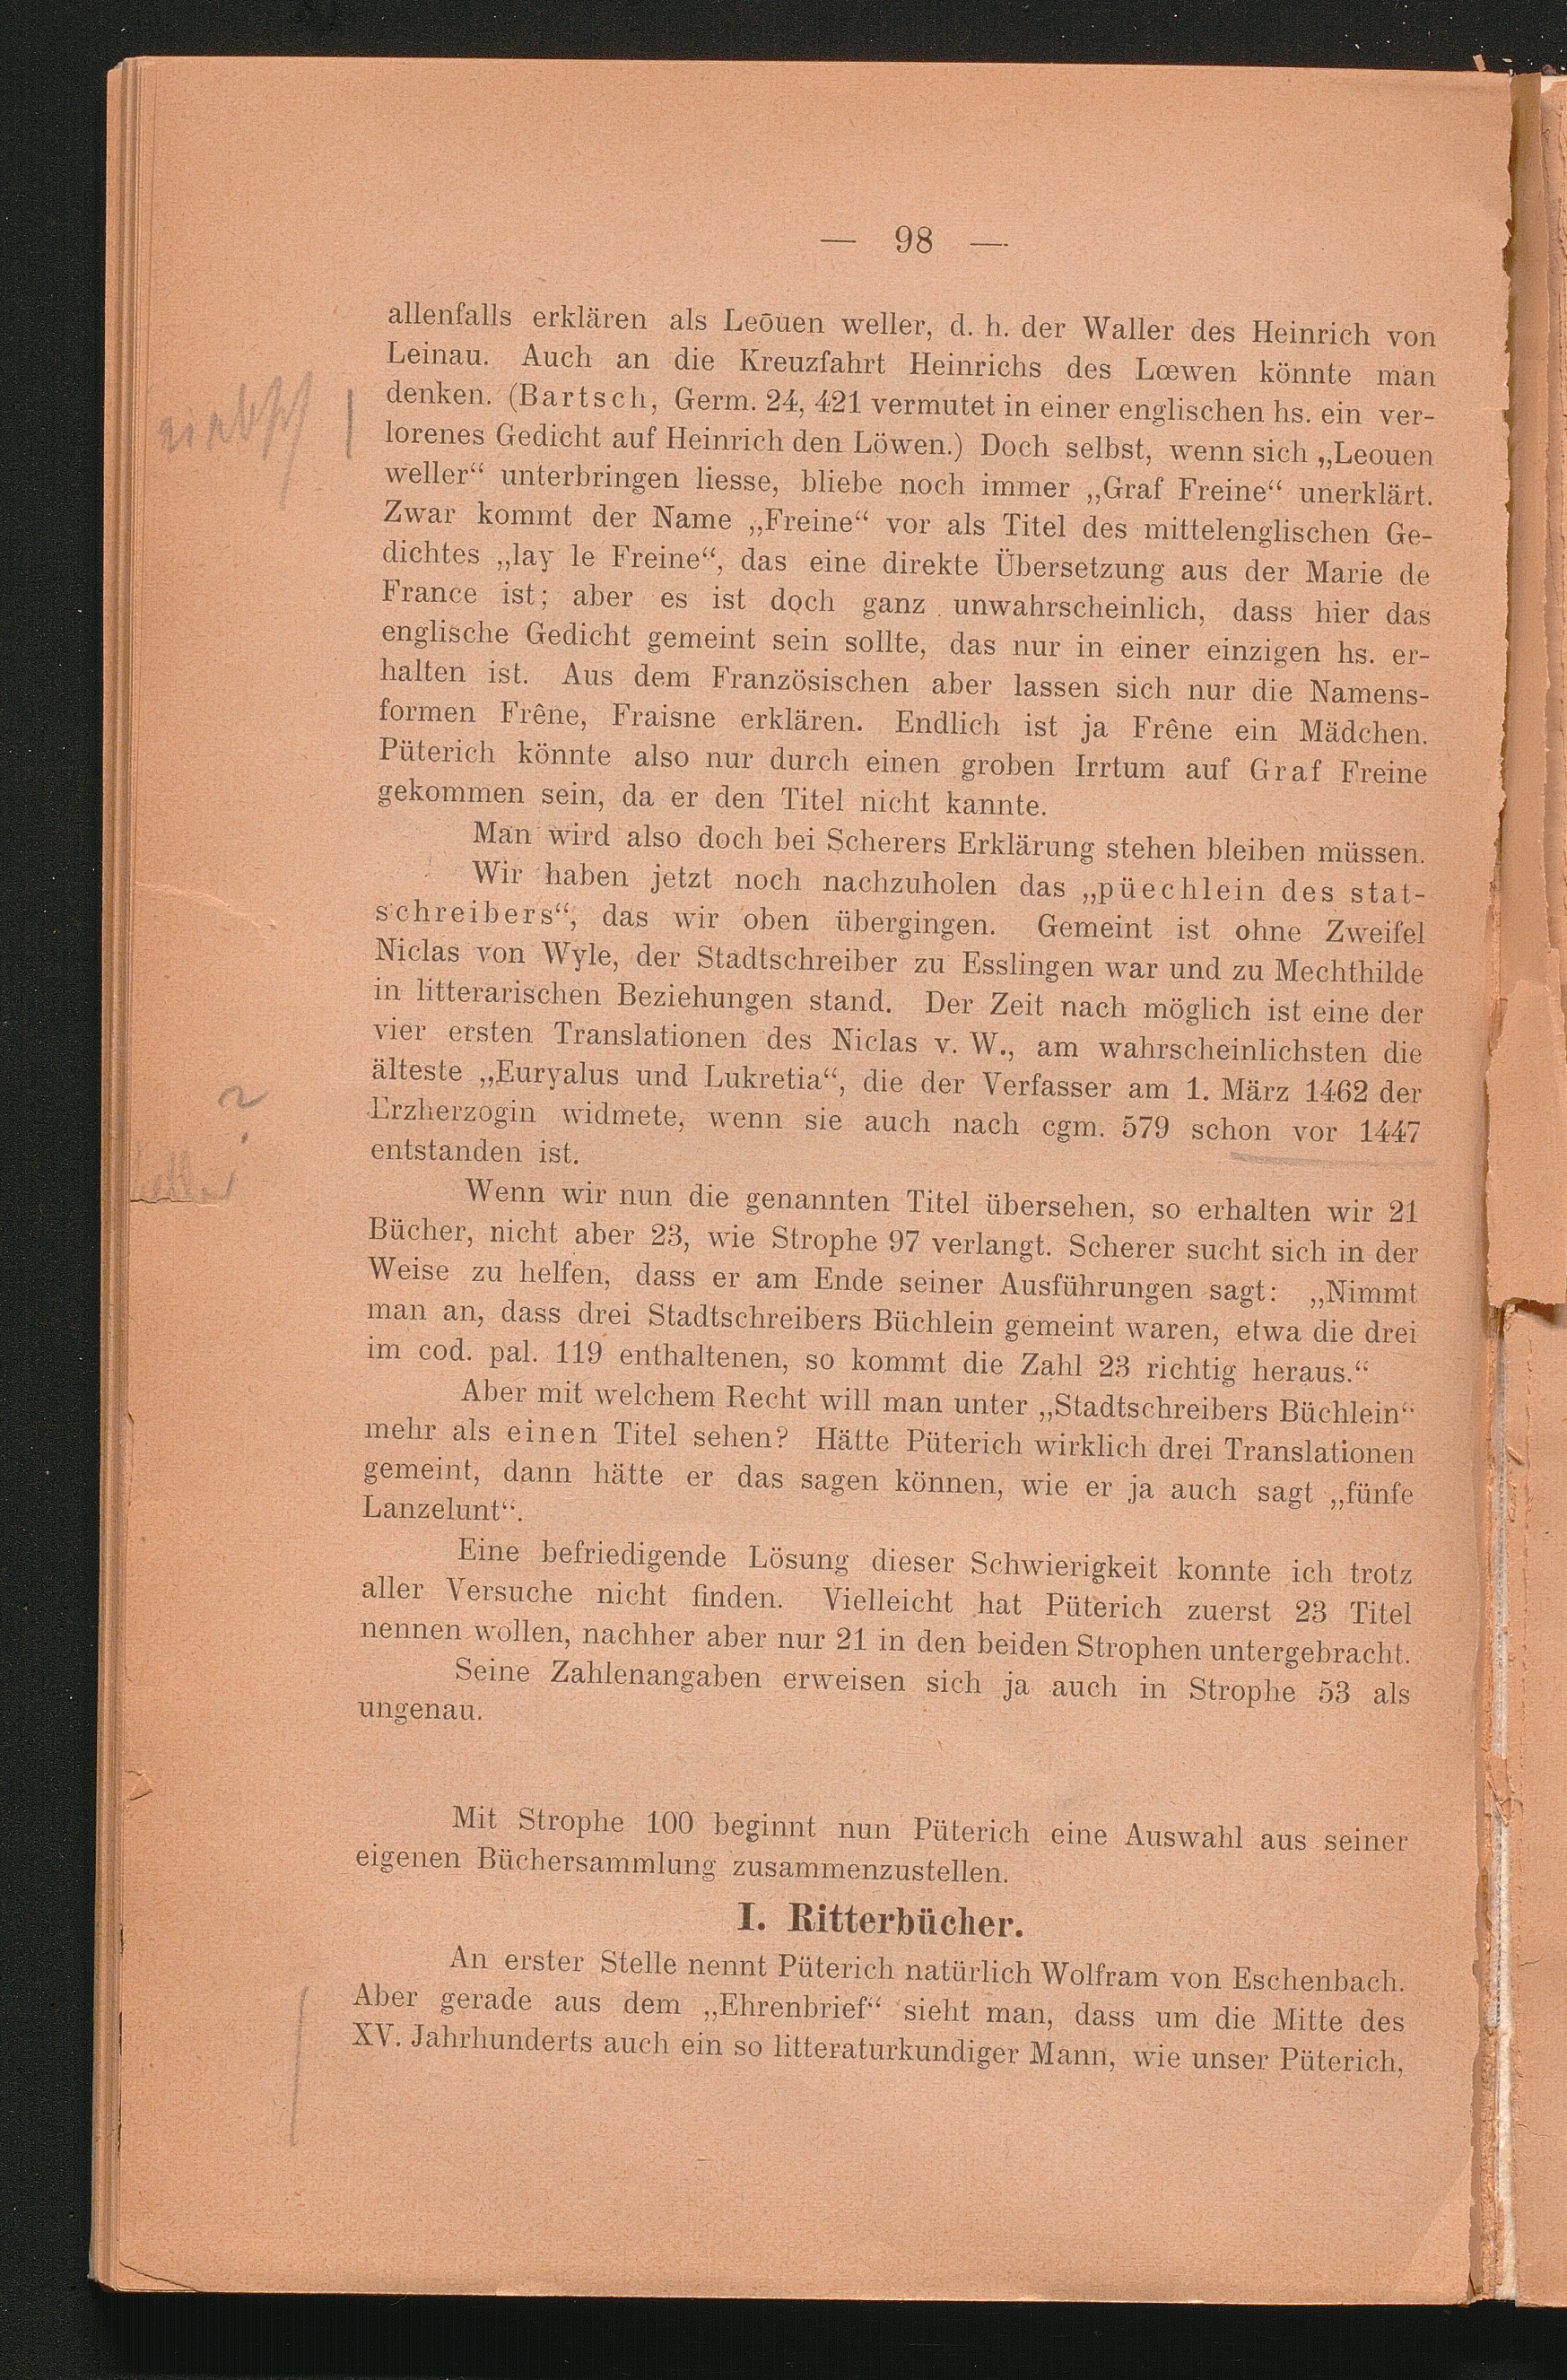 — 98 —
allenfalls erklären als Leōuen weller, d. h. der Waller des Heinrich von
Leinau. Auch an die Kreuzfahrt Heinrichs des Lœwen könnte man
denken. (Bartsch, Germ. 24, 421 vermutet in einer englischen hs. ein ver-
lorenes Gedicht auf Heinrich den Löwen.) Doch selbst, wenn sich „Leouen
weller“ unterbringen liesse, bliebe noch immer „Graf Freine“ unerklärt.
Zwar kommt der Name „Freine“ vor als Titel des mittelenglischen Ge-
dichtes „lay le Freine“, das eine direkte Übersetzung aus der Marie de
France ist; aber es ist doch ganz unwahrscheinlich, dass hier das
englische Gedicht gemeint sein sollte, das nur in einer einzigen hs. er-
halten ist. Aus dem Französischen aber lassen sich nur die Namens-
formen Frêne, Fraisne erklären. Endlich ist ja Frêne ein Mädchen.
Püterich könnte also nur durch einen groben Irrtum auf Graf Freine
gekommen sein, da er den Titel nicht kannte.
Man wird also doch bei Scherers Erklärung stehen bleiben müssen.
Wir haben jetzt noch nachzuholen das „püechlein des stat-
schreibers“, das wir oben übergingen. Gemeint ist ohne Zweifel
Niclas von Wyle, der Stadtschreiber zu Esslingen war und zu Mechthilde
in litterarischen Beziehungen stand. Der Zeit nach möglich ist eine der
vier ersten Translationen des Niclas v. W., am wahrscheinlichsten die
älteste „Euryalus und Lukretia“, die der Verfasser am 1. März 1462 der
?
Erzherzogin widmete, wenn sie auch nach cgm. 579 schon vor 1447
entstanden ist.
Wenn wir nun die genannten Titel übersehen, so erhalten wir 21
Bücher, nicht aber 23, wie Strophe 97 verlangt. Scherer sucht sich in der
Weise zu helfen, dass er am Ende seiner Ausführungen sagt: „Nimmt
man an, dass drei Stadtschreibers Büchlein gemeint waren, etwa die drei
im cod. pal. 119 enthaltenen, so kommt die Zahl 23 richtig heraus.“
Aber mit welchem Recht will man unter „Stadtschreibers Büchlein“
mehr als einen Titel sehen? Hätte Püterich wirklich drei Translationen
gemeint, dann hätte er das sagen können, wie er ja auch sagt „fünfe
Lanzelunt“.
Eine befriedigende Lösung dieser Schwierigkeit konnte ich trotz
aller Versuche nicht finden. Vielleicht hat Püterich zuerst 23 Titel
nennen wollen, nachher aber nur 21 in den beiden Strophen untergebracht.
Seine Zahlenangaben erweisen sich ja auch in Strophe 53 als
ungenau.
Mit Strophe 100 beginnt nun Püterich eine Auswahl aus seiner
eigenen Büchersammlung zusammenzustellen.
I. Ritterbücher.
An erster Stelle nennt Püterich natürlich Wolfram von Eschenbach.
Aber gerade aus dem „Ehrenbrief“ sieht man, dass um die Mitte des
XV. Jahrhunderts auch ein so litteraturkundiger Mann, wie unser Püterich,